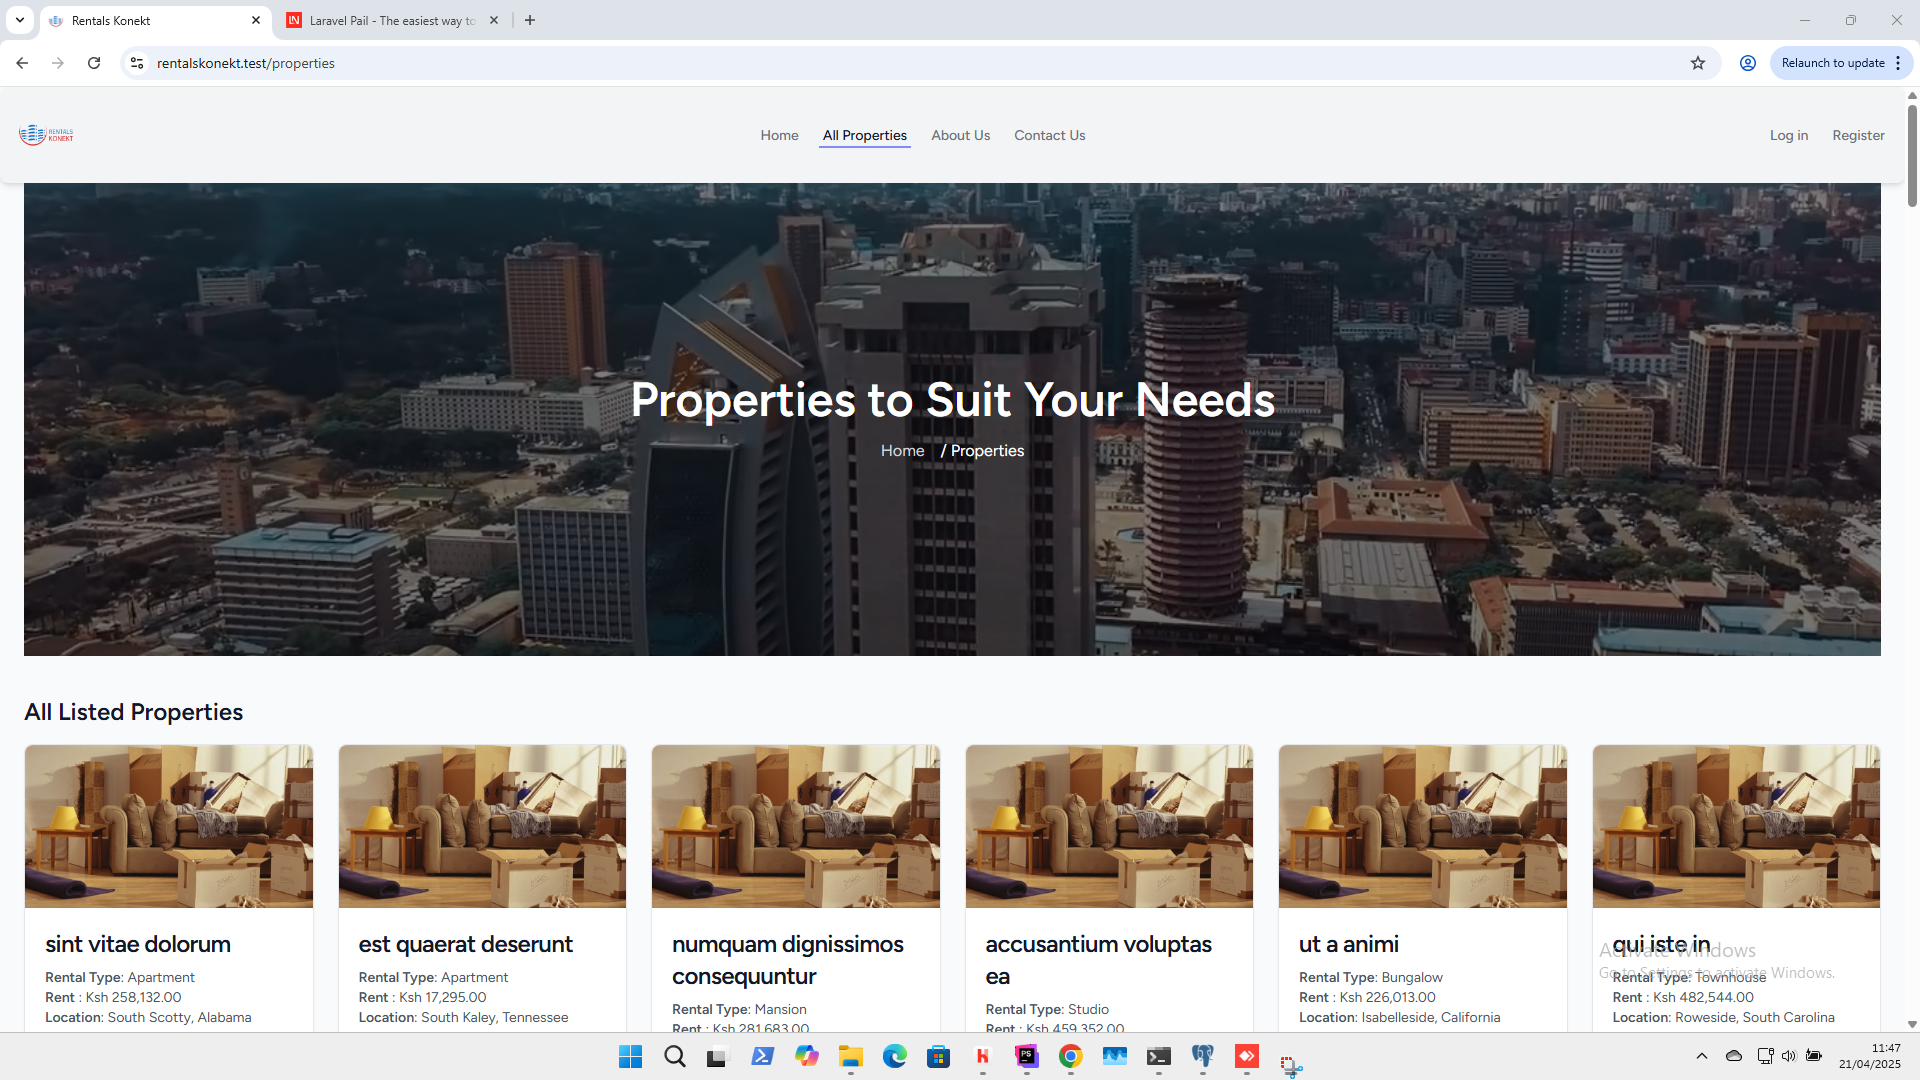 Rentals Konekt
Laravel Pail - The easiest way to
rentalskonekt.test/properties
Relaunch to update
RENTALS
KONEKT
Home
All Properties
About Us
Contact Us
Log in
Register
Properties to Suit Your Needs
Home / Properties
All Listed Properties
sint vitae dolorum
Rental Type: Apartment
Rent : Ksh 258,132.00
Location: South Scotty, Alabama
est quaerat deserunt
Rental Type: Apartment
Rent : Ksh 17,295.00
Location: South Kaley, Tennessee
numquam dignissimos
consequuntur
Rental Type: Mansion
Rent : Ksh 281,683.00
accusantium voluptas
ea
Rental Type: Studio
Rent : Ksh 459,352.00
ut a animi
Rental Type: Bungalow
Rent : Ksh 226,013.00
Location: Isabelleside, California
qui iste in
Rental Type: Townhouse
Rent : Ksh 482,544.00
Location: Roweside, South Carolina
Activate Windows
Go to Settings to activate Windows.
11:47
21/04/2025